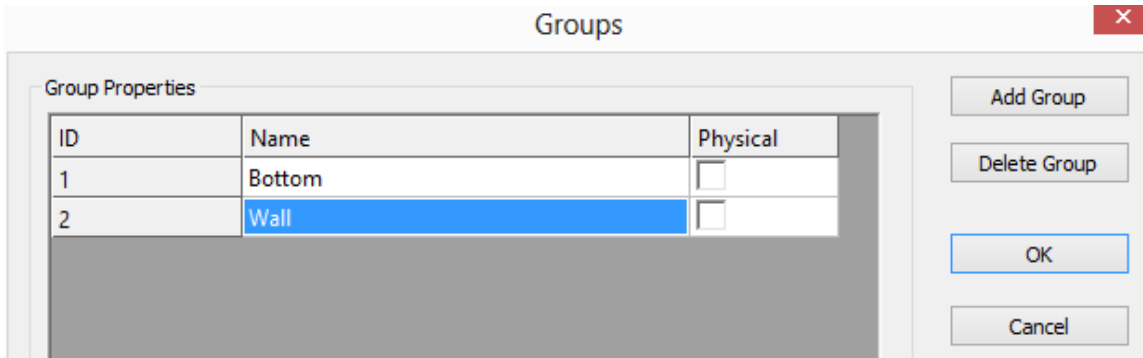 Groups
Group Properties
Add Group
ID Name Physical
Delete Group
1 Bottom
2 Wall
OK
Cancel